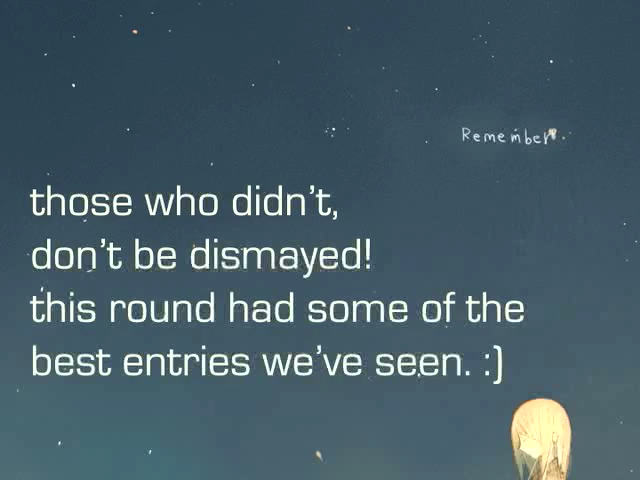 Remember
those who didn't,
don't be dismayed!
this round had some of the
best entries we've seen. :)